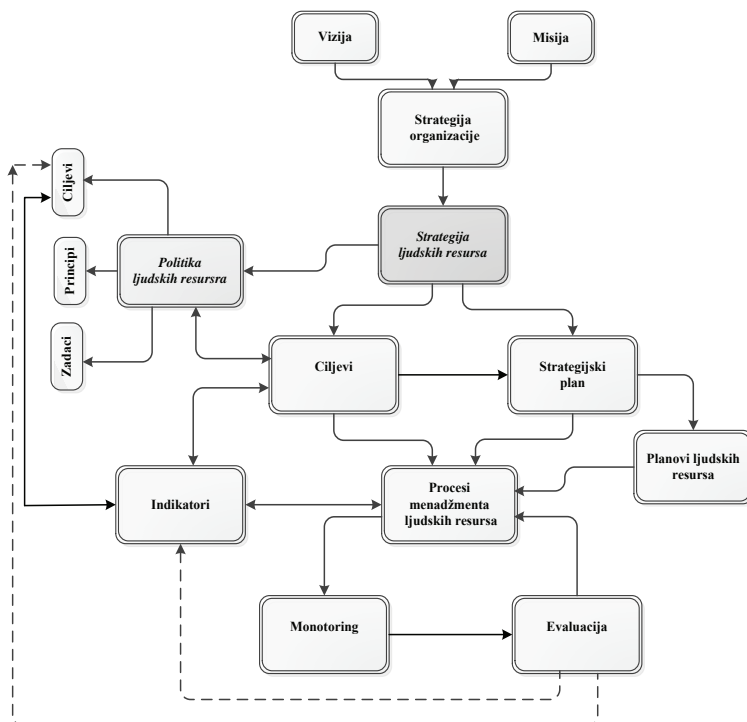 Vizija
Misija
Strategija
organizacije
Ciljevi
Strategija
ljudskih resursa
Politika
ljudskih resursra
Principi
Zadaci
Ciljevi
Strategijski
plan
Planovi ljudskih
resursa
Indikatori
Procesi
menadžmenta
ljudskih resursa
Monotoring
Evaluacija